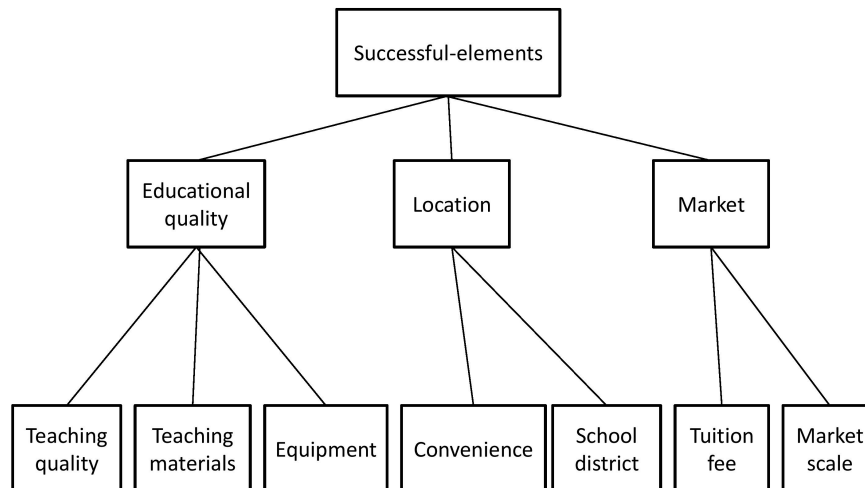 Successful-elements
Educational
quality
Location
Market
Teaching
quality
Teaching
materials
Equipment
Convenience
School
district
Tuition
fee
Market
scale